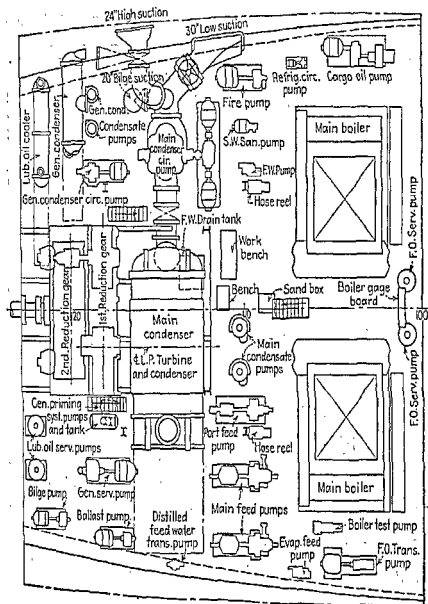 24" High suction
30" Low suction
20" Bilge suction
Refrig. circ.
pump
Cargo oil pump
Fire pump
Gen. cond.
Condensate
pumps
Lub. oil cooler
Gen. condenser
Main
condenser
cir.
pump
S.W. San. pump
Main boiler
F.W. Pump
Hose reel
Gen. condenser circ. pump
F.W. Drain tank
Work
bench
F.O. Serv. pump
2nd. Reduction gear
1st. Reduction gear
Bench
Sand box
Boiler gage
board
120
100
Main
condenser
Main
condensate
pumps
¢ L.P. Turbine
and condenser
F.O. Serv. pump
Cen. priming
syst. pumps
and tank
Lub. oil serv. pumps
Port feed
pump
Hose reel
Bilge pump
Gen. serv. pump
Main boiler
Ballast pump
Main feed pumps
Distilled
feed water
trans. pump
Boiler test pump
Evap. feed
pump
F.O. Trans.
pump